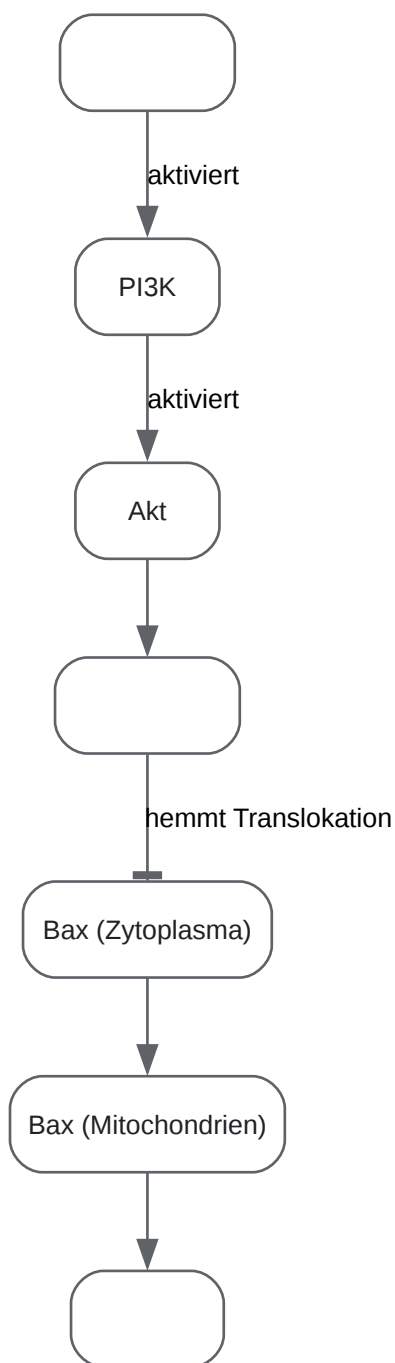 aktiviert
PI3K
aktiviert
Akt
hemmt Translokation
Bax (Zytoplasma)
Bax (Mitochondrien)